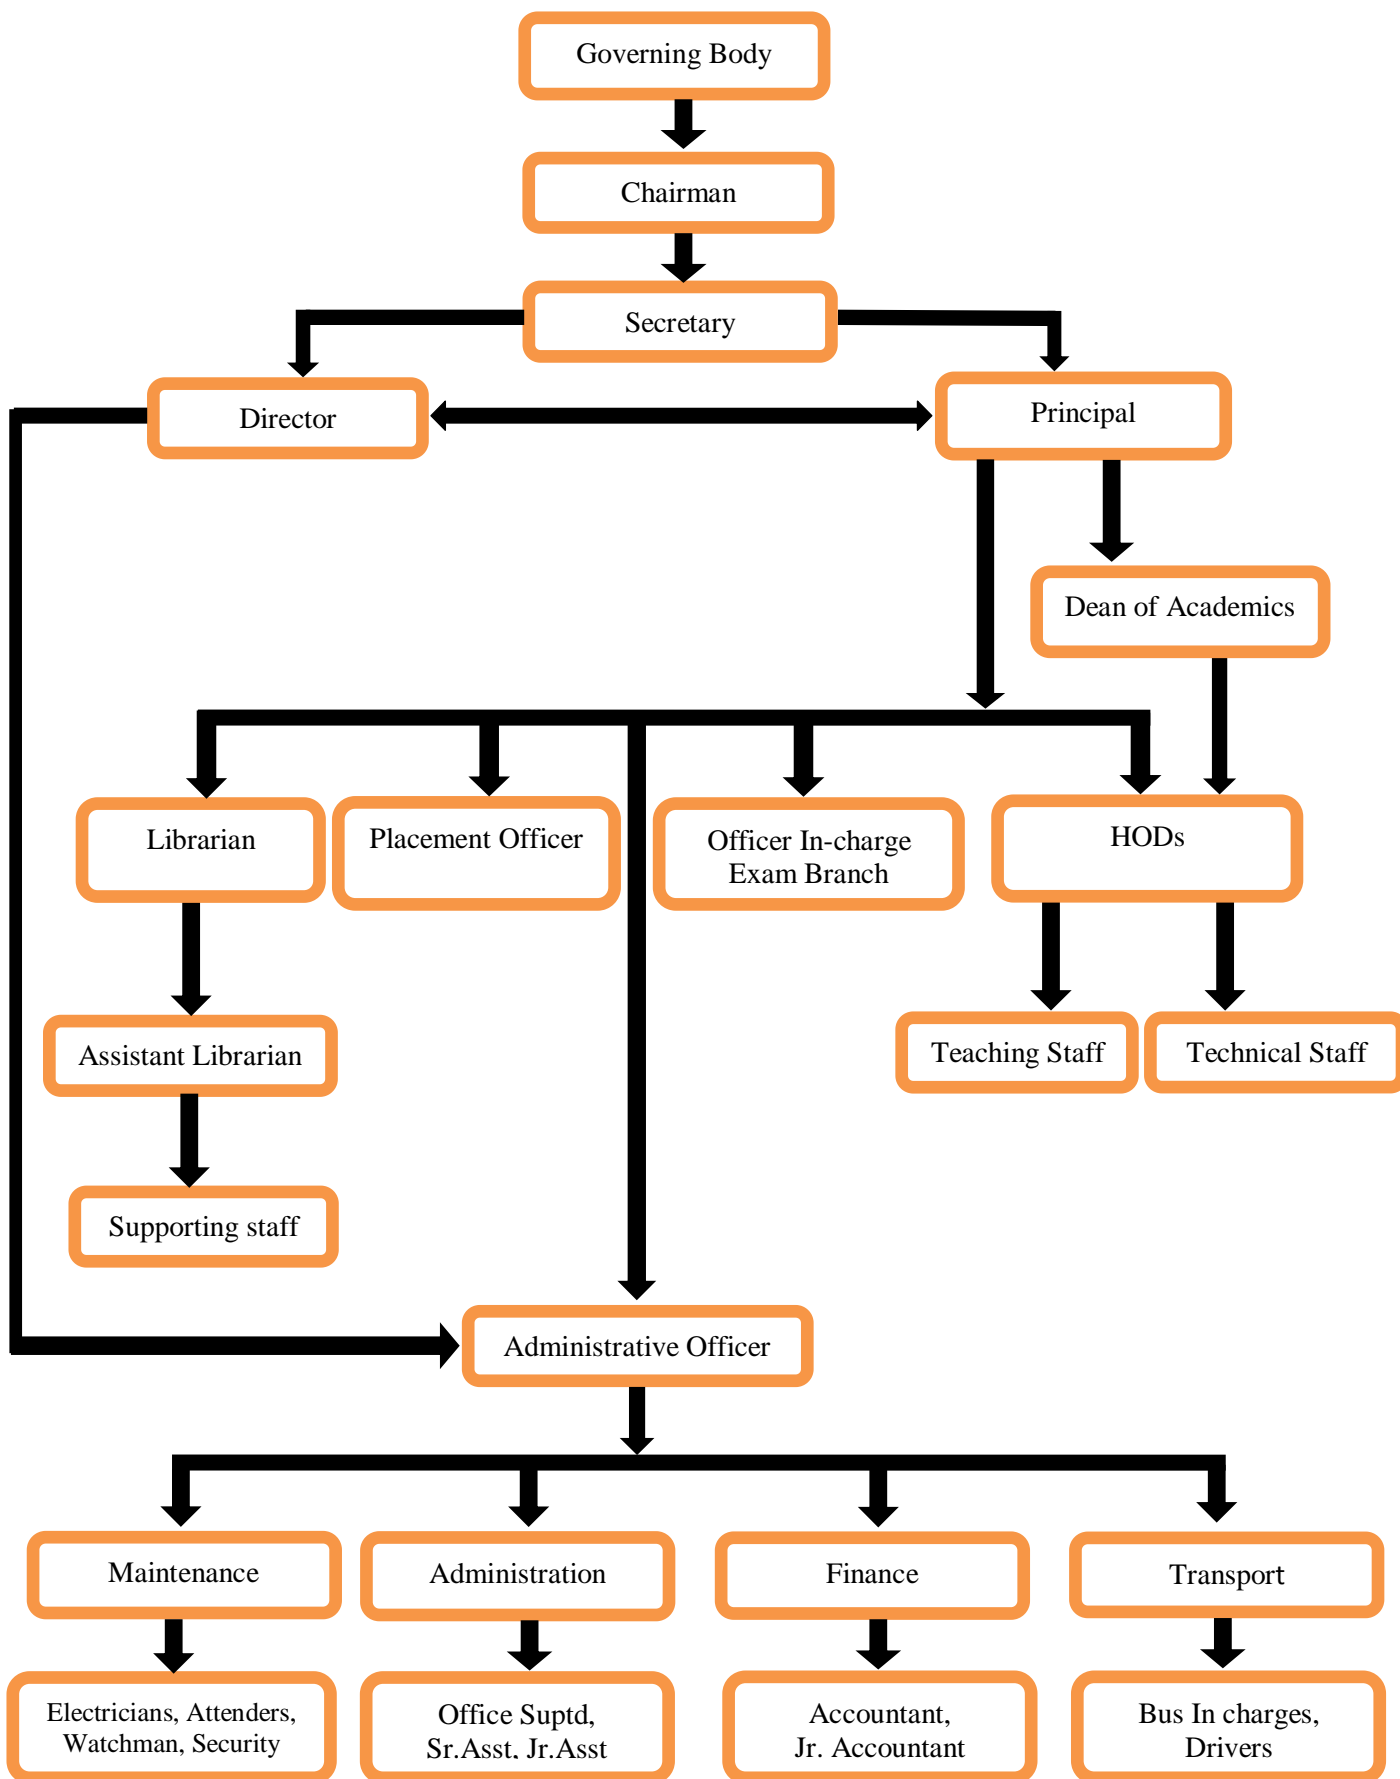 Governing Body
Chairman
Secretary
Director
Principal
Dean of Academics
Librarian
Placement Officer
Officer In-charge
Exam Branch
HODs
Assistant Librarian
Teaching Staff
Technical Staff
Supporting staff
Administrative Officer
Maintenance
Administration
Finance
Transport
Electricians, Attenders,
Watchman, Security
Office Suptd,
Sr.Asst, Jr.Asst
Accountant,
Jr. Accountant
Bus In charges,
Drivers